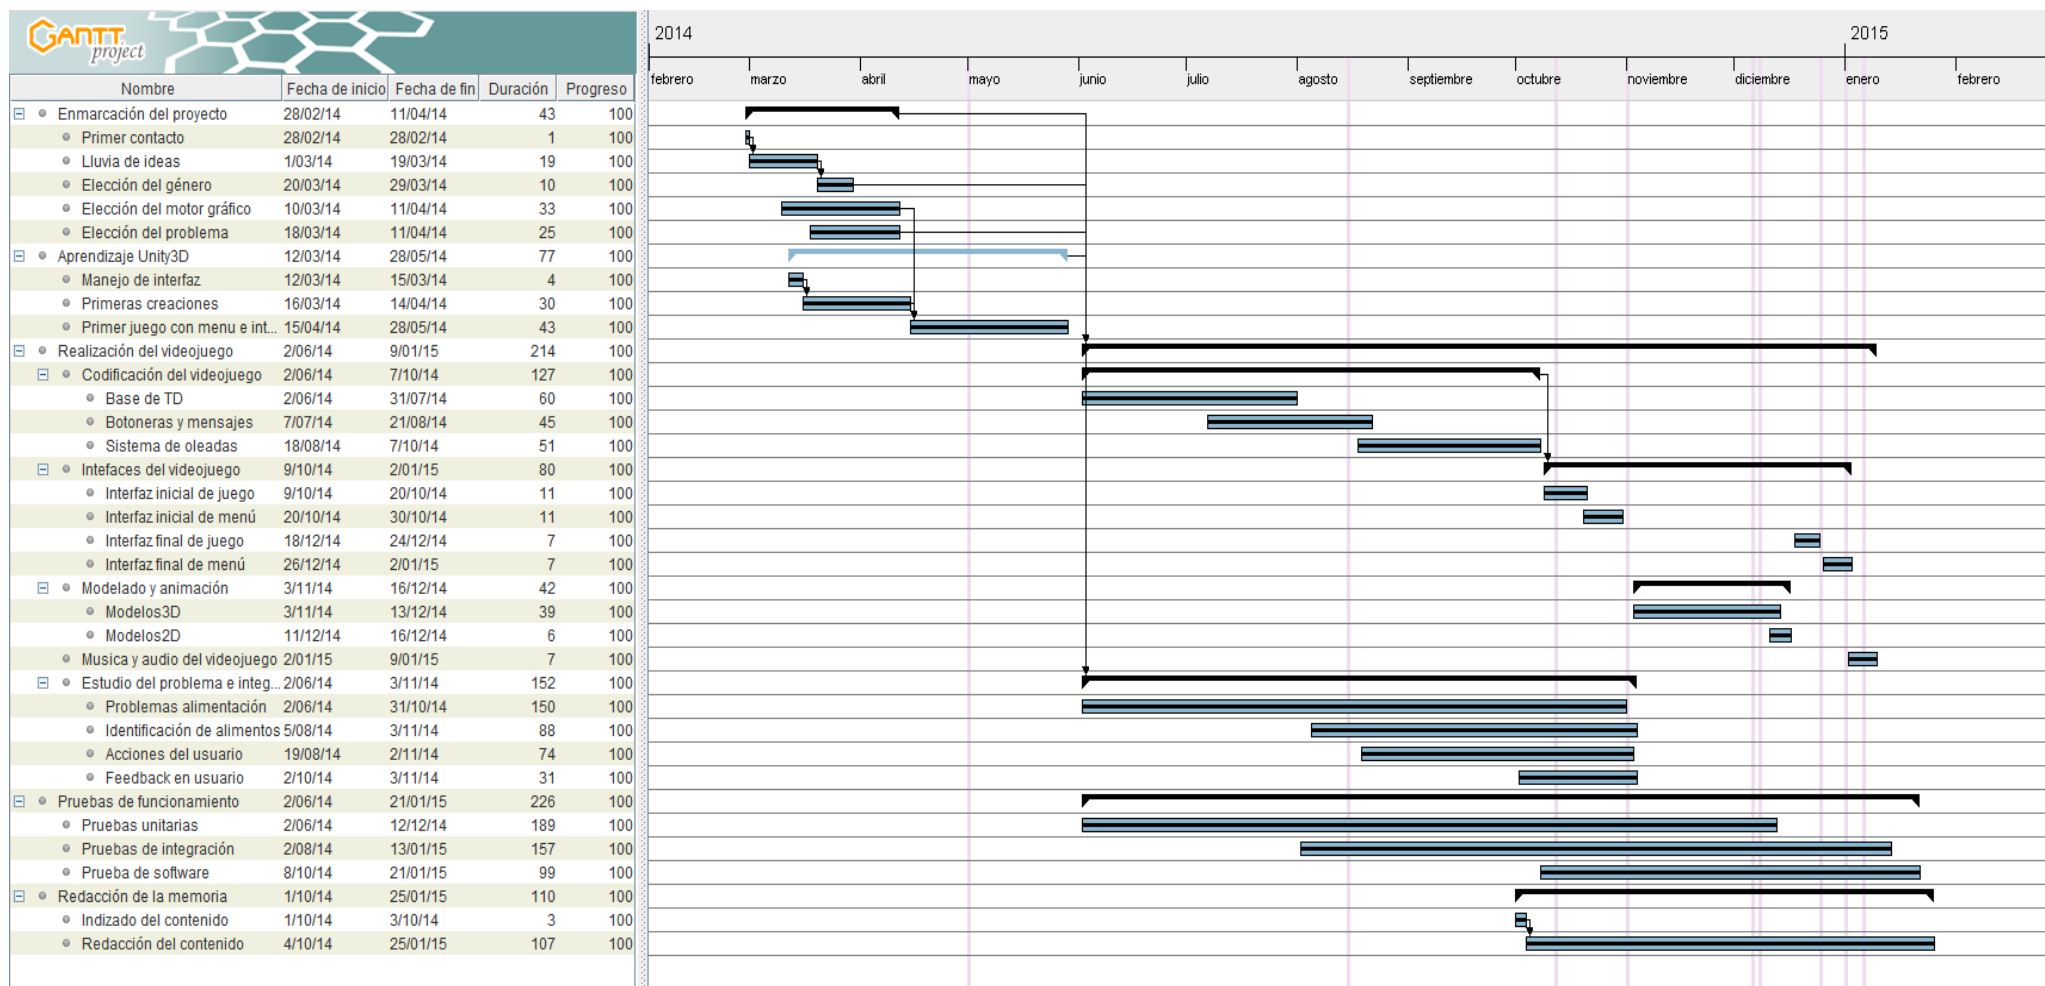 GANTT
project
2014 2015
febrero marzo abril mayo junio julio agosto septiembre octubre noviembre diciembre enero febrero
Nombre Fecha de inicio Fecha de fin Duración Progreso
Enmarcación del proyecto 28/02/14 11/04/14 43 100
Primer contacto 28/02/14 28/02/14 1 100
Lluvia de ideas 1/03/14 19/03/14 19 100
Elección del género 20/03/14 29/03/14 10 100
Elección del motor gráfico 10/03/14 11/04/14 33 100
Elección del problema 18/03/14 11/04/14 25 100
Aprendizaje Unity3D 12/03/14 28/05/14 77 100
Manejo de interfaz 12/03/14 15/03/14 4 100
Primeras creaciones 16/03/14 14/04/14 30 100
Primer juego con menu e int... 15/04/14 28/05/14 43 100
Realización del videojuego 2/06/14 9/01/15 214 100
Codificación del videojuego 2/06/14 7/10/14 127 100
Base de TD 2/06/14 31/07/14 60 100
Botoneras y mensajes 7/07/14 21/08/14 45 100
Sistema de oleadas 18/08/14 7/10/14 51 100
Intefaces del videojuego 9/10/14 2/01/15 80 100
Interfaz inicial de juego 9/10/14 20/10/14 11 100
Interfaz inicial de menú 20/10/14 30/10/14 11 100
Interfaz final de juego 18/12/14 24/12/14 7 100
Interfaz final de menú 26/12/14 2/01/15 7 100
Modelado y animación 3/11/14 16/12/14 42 100
Modelos3D 3/11/14 13/12/14 39 100
Modelos2D 11/12/14 16/12/14 6 100
Musica y audio del videojuego 2/01/15 9/01/15 7 100
Estudio del problema e integ... 2/06/14 3/11/14 152 100
Problemas alimentación 2/06/14 31/10/14 150 100
Identificación de alimentos 5/08/14 3/11/14 88 100
Acciones del usuario 19/08/14 2/11/14 74 100
Feedback en usuario 2/10/14 3/11/14 31 100
Pruebas de funcionamiento 2/06/14 21/01/15 226 100
Pruebas unitarias 2/06/14 12/12/14 189 100
Pruebas de integración 2/08/14 13/01/15 157 100
Prueba de software 8/10/14 21/01/15 99 100
Redacción de la memoria 1/10/14 25/01/15 110 100
Indizado del contenido 1/10/14 3/10/14 3 100
Redacción del contenido 4/10/14 25/01/15 107 100